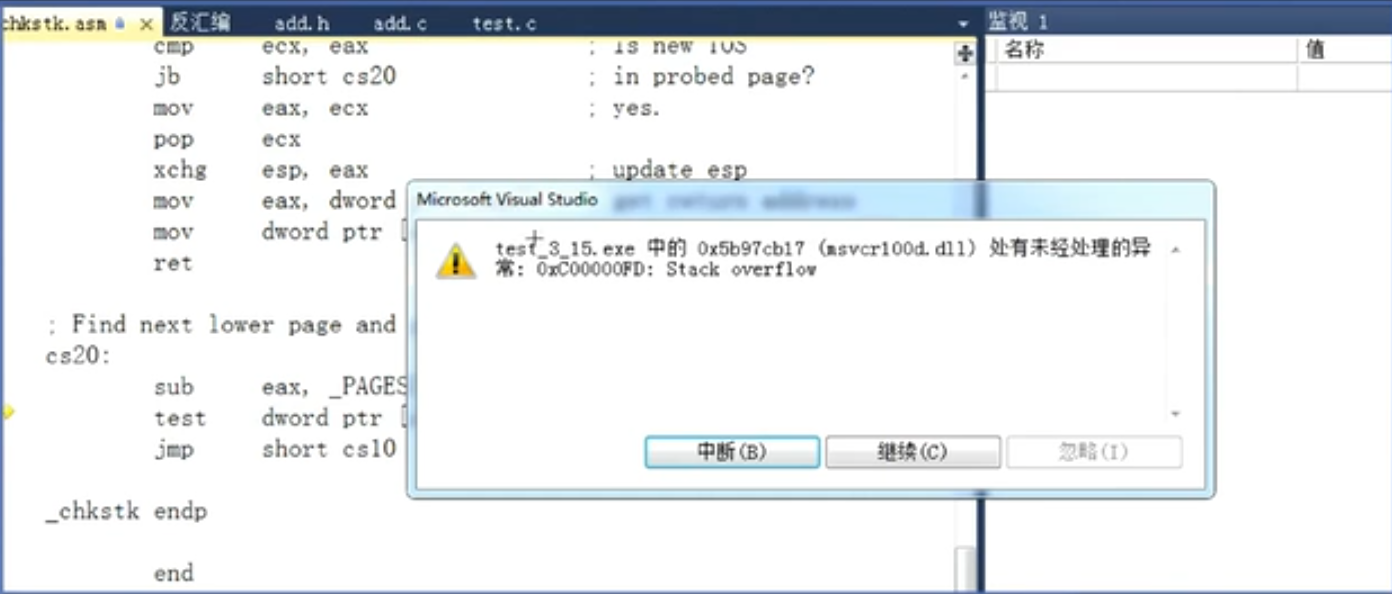 chkstk.asm 反汇编 add.h add.c test.c
监视 1
名称 值
cmp ecx, eax ; Is new TOS
jb short cs20 ; in probed page?
mov eax, ecx ; yes.
pop ecx
xchg esp, eax ; update esp
mov eax, dword get return address
mov dword ptr [
ret
; Find next lower page and
cs20:
sub eax, _PAGES
test dword ptr [
jmp short cs10
_chkstk endp
end
Microsoft Visual Studio
test_3_15.exe 中的 0x5b97cb17 (msvcr100d.dll) 处有未经处理的异
常: 0xC00000FD: Stack overflow
中断(B) 继续(C) 忽略(I)